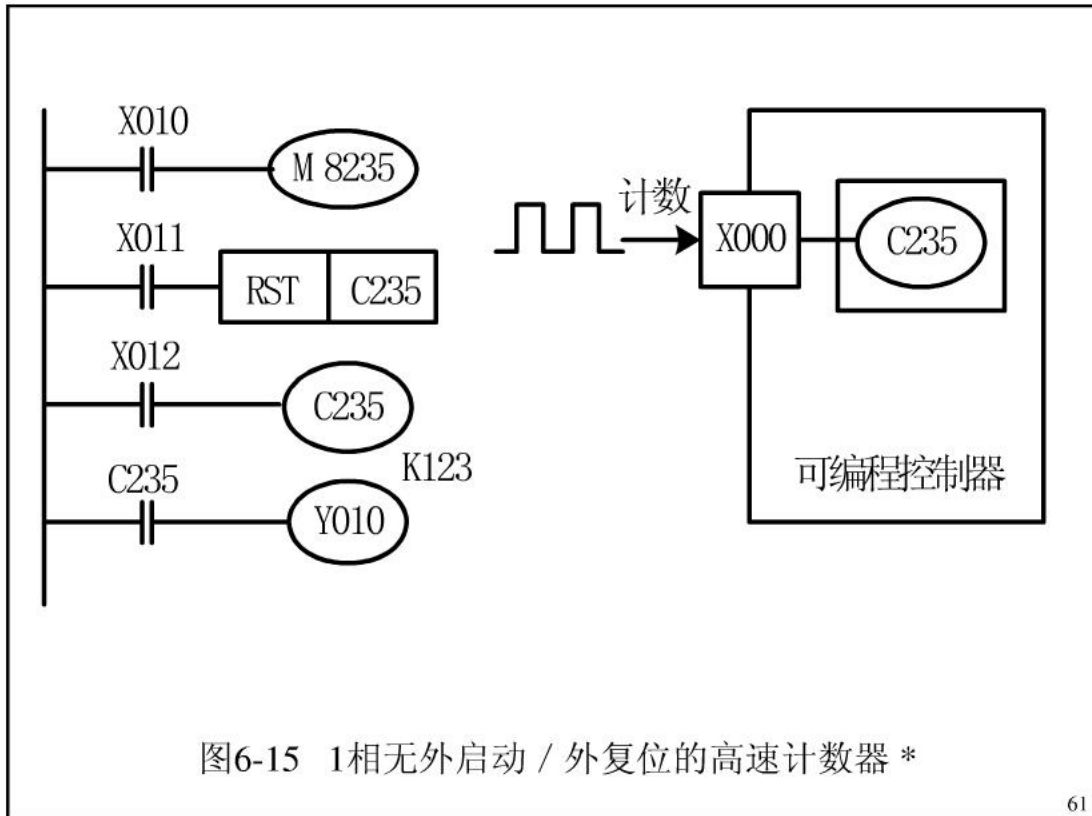 X010
M 8235
X011
RST C235
X012
C235
K123
C235
Y010
计数
X000
C235
可编程控制器
图6-15 1相无外启动 / 外复位的高速计数器 *
61